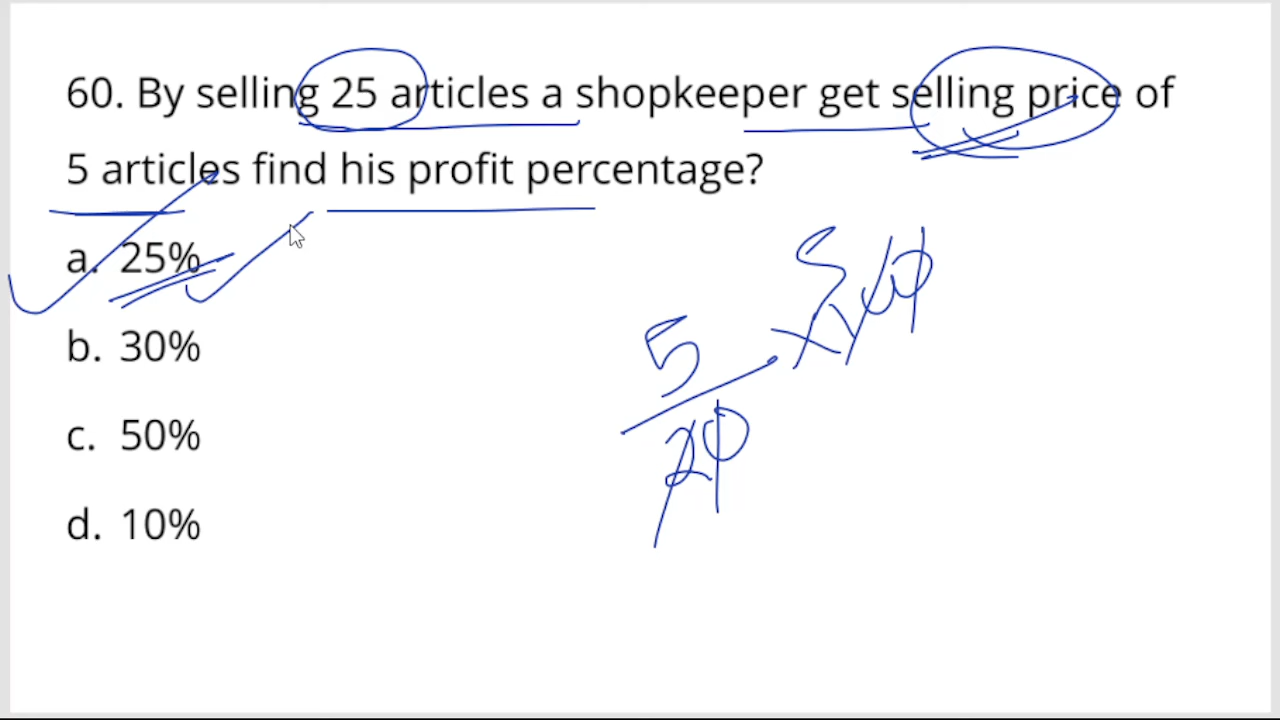 60. By selling 25 articles a shopkeeper get selling price of
5 articles find his profit percentage?
a. 25%
b. 30%
c. 50%
d. 10%
5/20 × 100
5